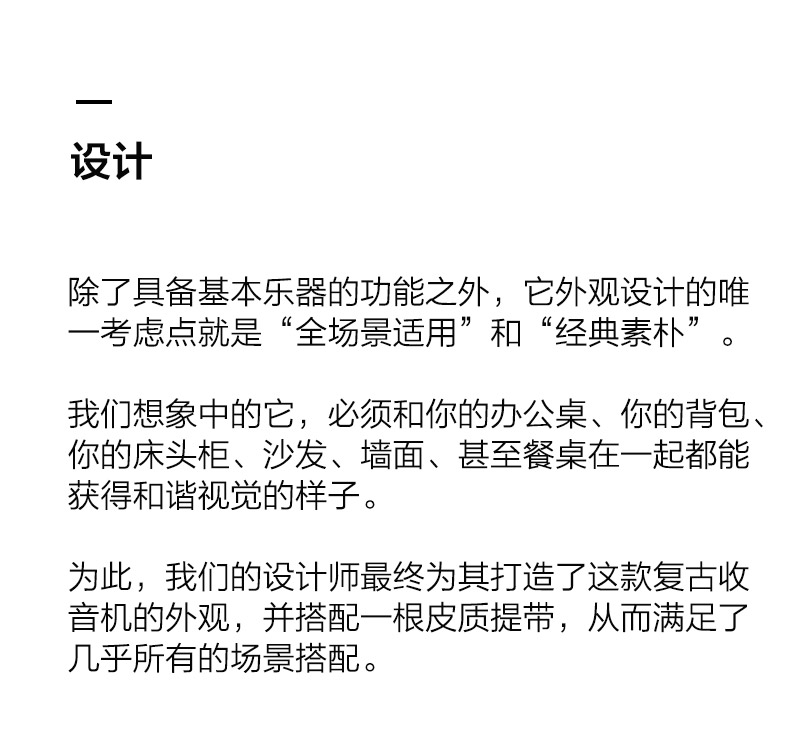 设计
除了具备基本乐器的功能之外，它外观设计的唯
一考虑点就是“全场景适用”和“经典素朴”。
我们想象中的它，必须和你的办公桌、你的背包、
你的床头柜、沙发、墙面、甚至餐桌在一起都能
获得和谐视觉的样子。
为此，我们的设计师最终为其打造了这款复古收
音机的外观，并搭配一根皮质提带，从而满足了
几乎所有的场景搭配。